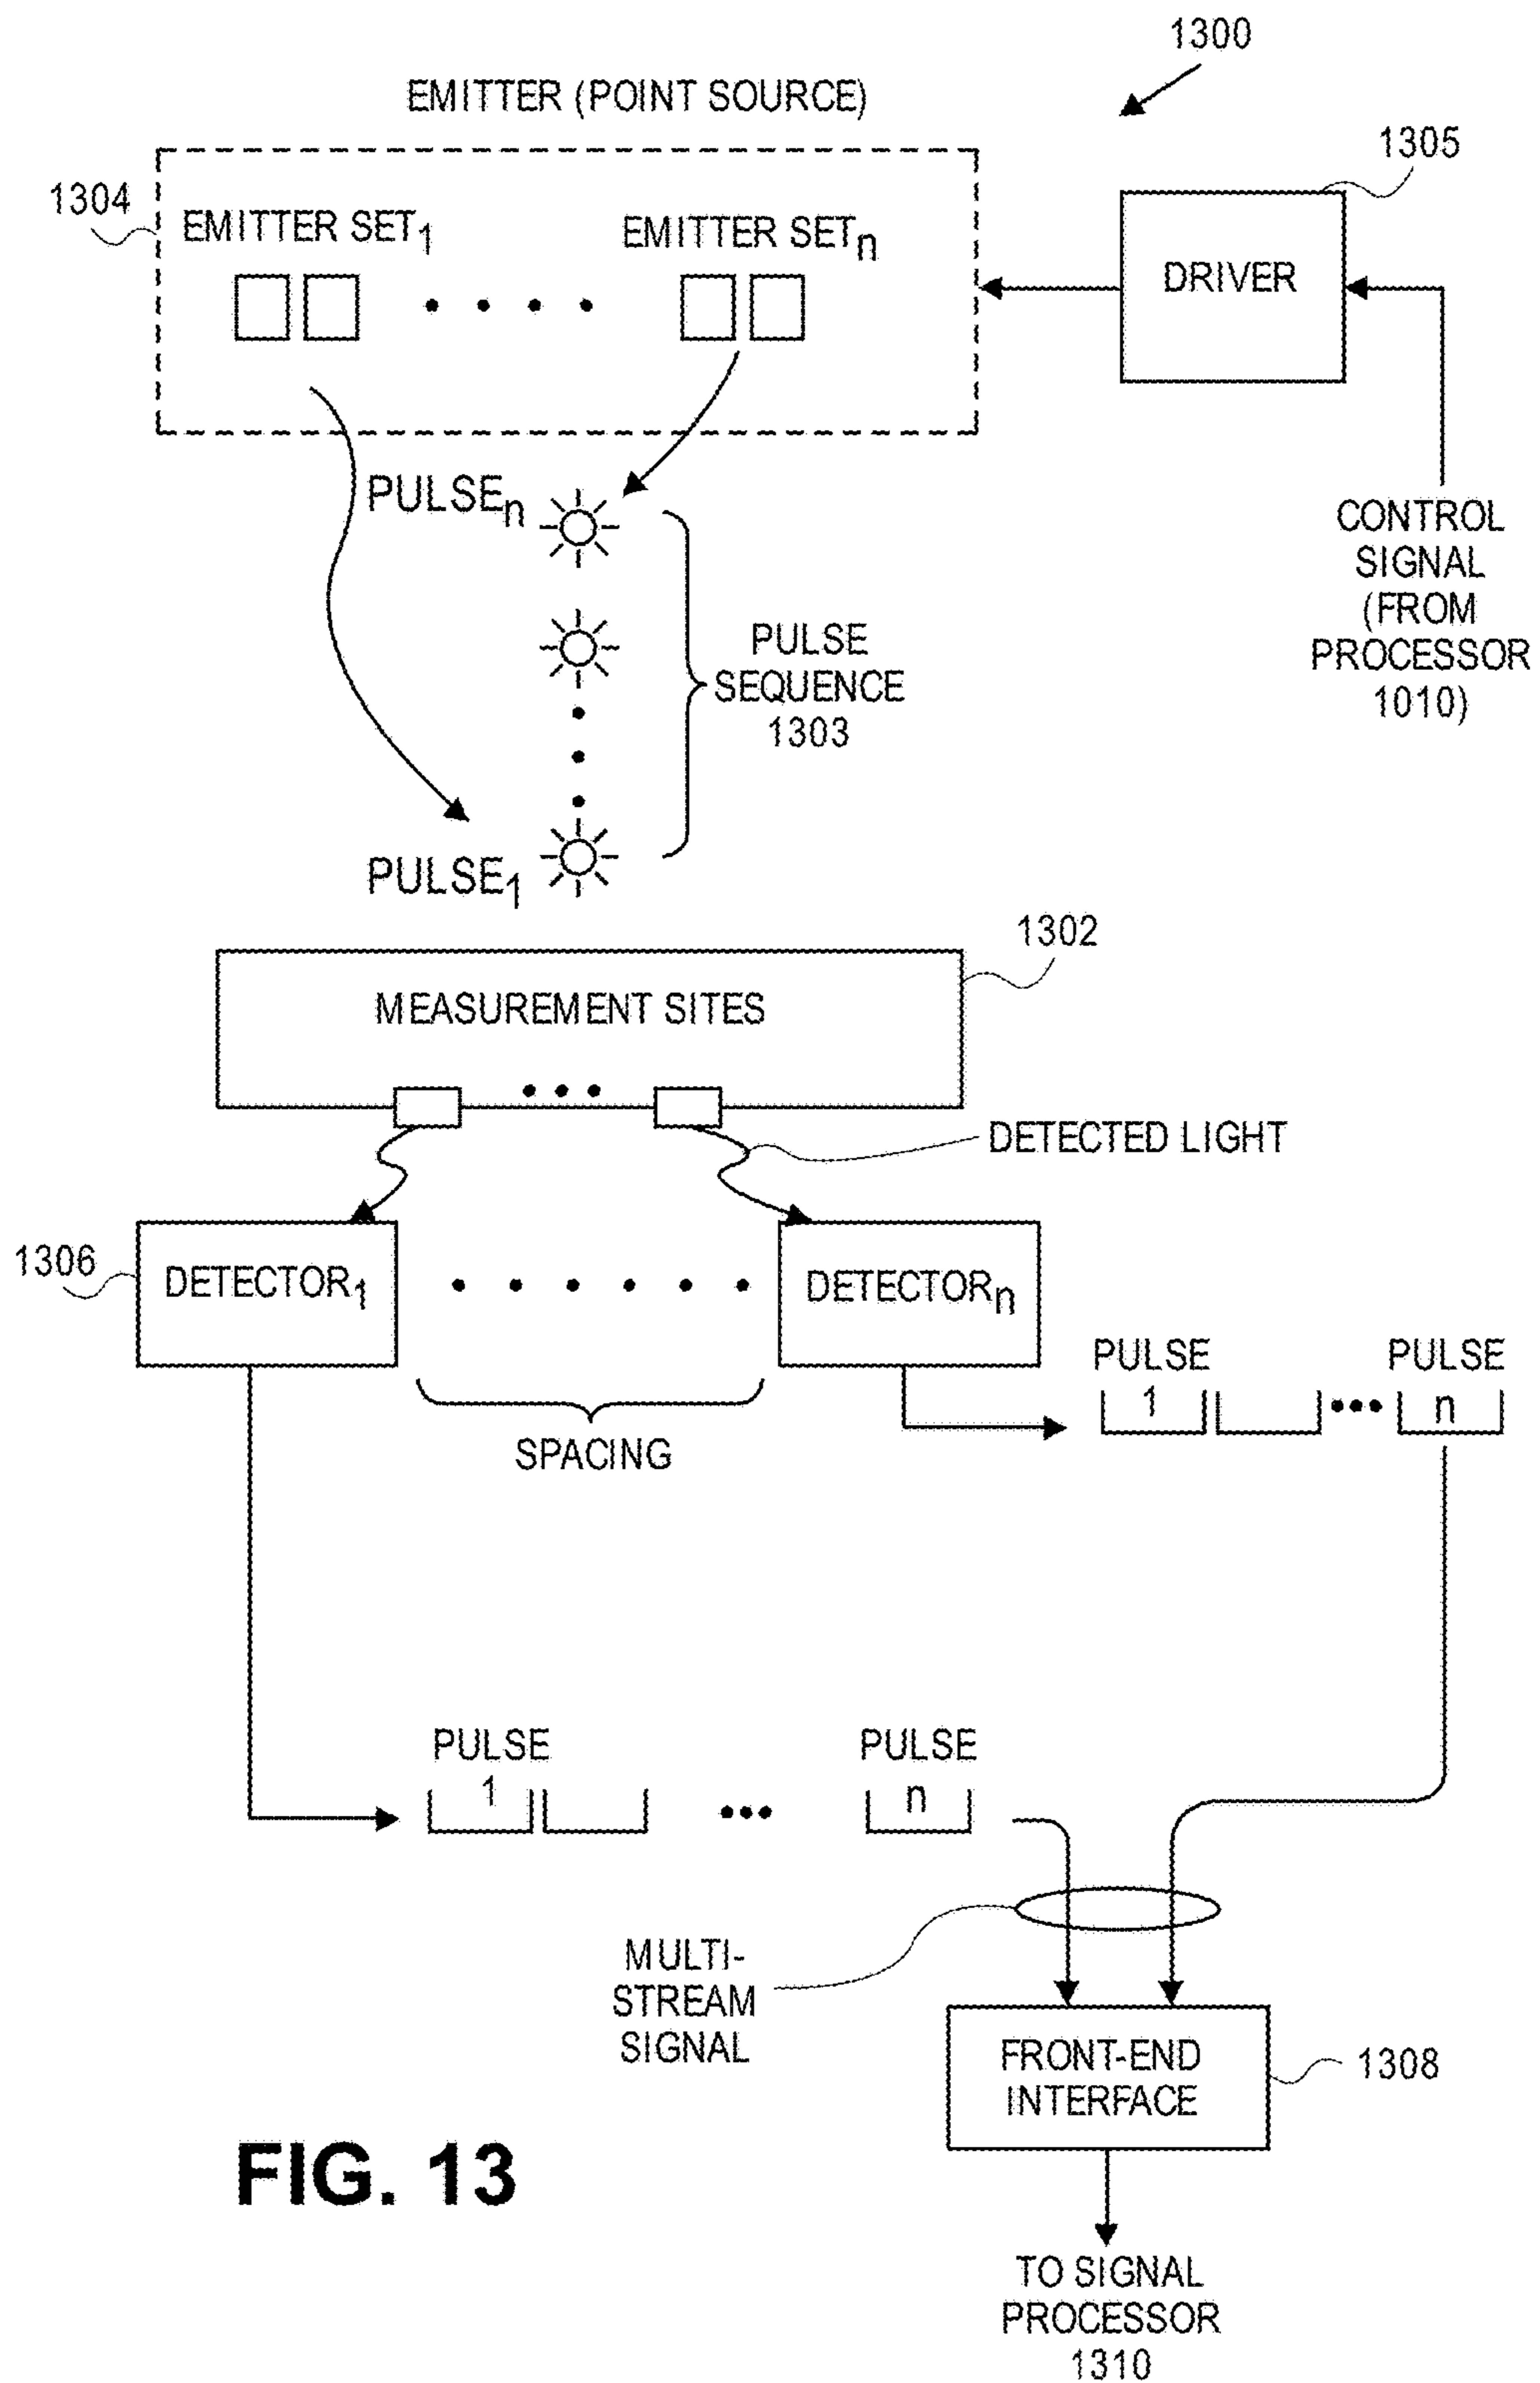 1300
EMITTER (POINT SOURCE)
1305
1304
EMITTER SET1
EMITTER SETn
DRIVER
PULSEn
CONTROL
SIGNAL
(FROM
PROCESSOR
1010)
PULSE
SEQUENCE
1303
PULSE1
1302
MEASUREMENT SITES
DETECTED LIGHT
1306
DETECTOR1
DETECTORn
PULSE
1
PULSE
n
SPACING
PULSE
1
PULSE
n
MULTI-
STREAM
SIGNAL
FRONT-END
INTERFACE
1308
FIG. 13
TO SIGNAL
PROCESSOR
1310